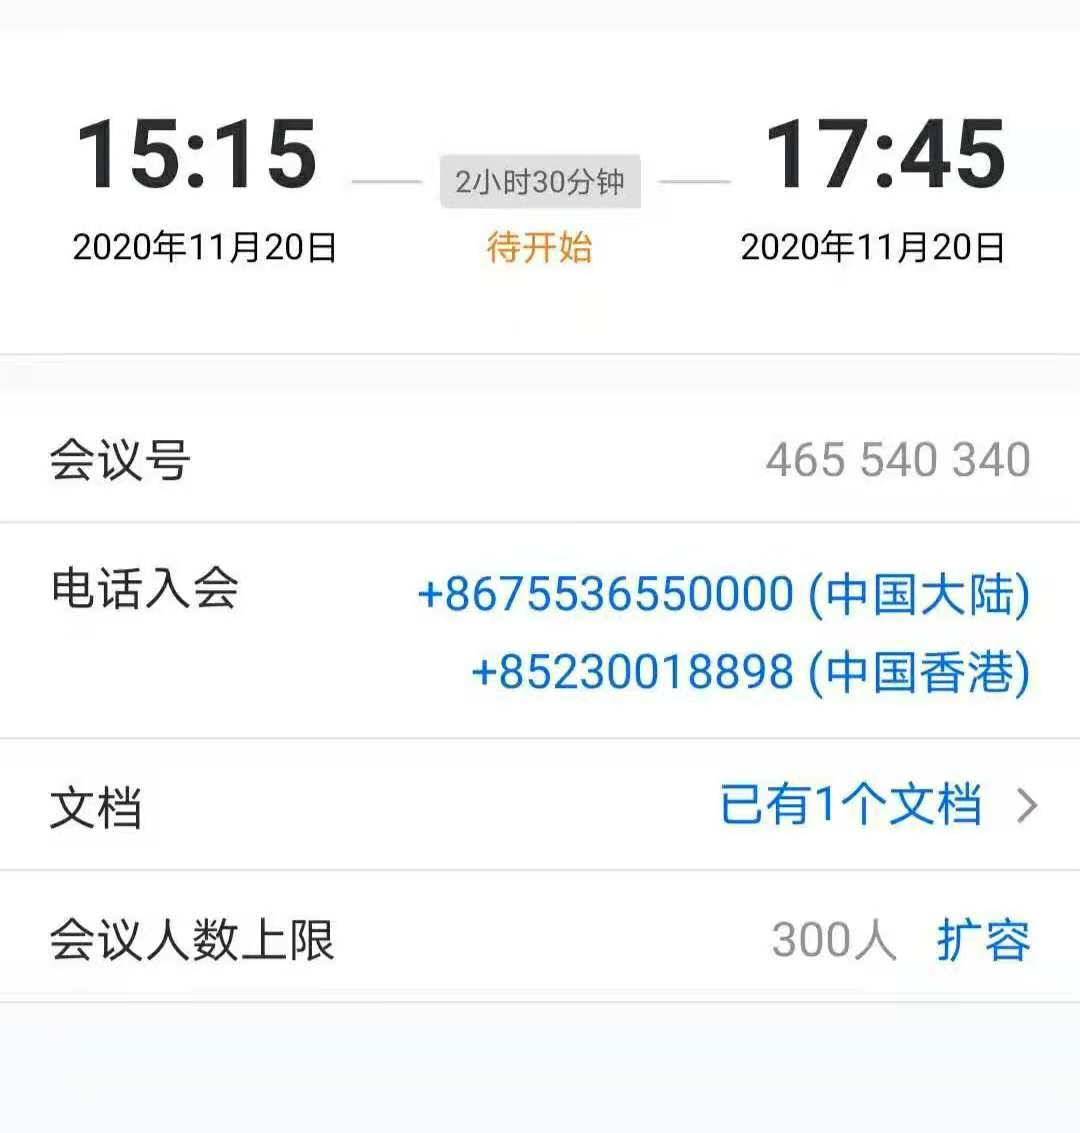 15:15
2小时30分钟
17:45
2020年11月20日
待开始
2020年11月20日
会议号
465 540 340
电话入会
+8675536550000 (中国大陆)
+85230018898 (中国香港)
文档
已有1个文档
会议人数上限
300人 扩容